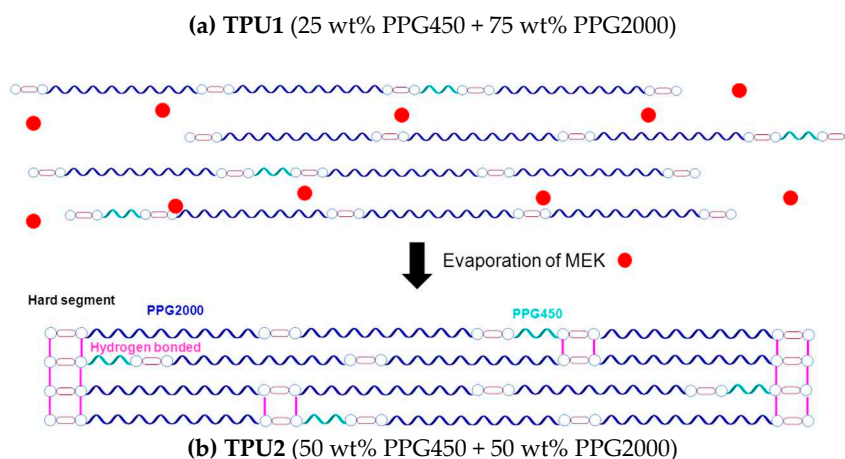 (a) TPU1 (25 wt% PPG450 + 75 wt% PPG2000)
Evaporation of MEK
Hard segment
PPG2000
PPG450
Hydrogen bonded
(b) TPU2 (50 wt% PPG450 + 50 wt% PPG2000)